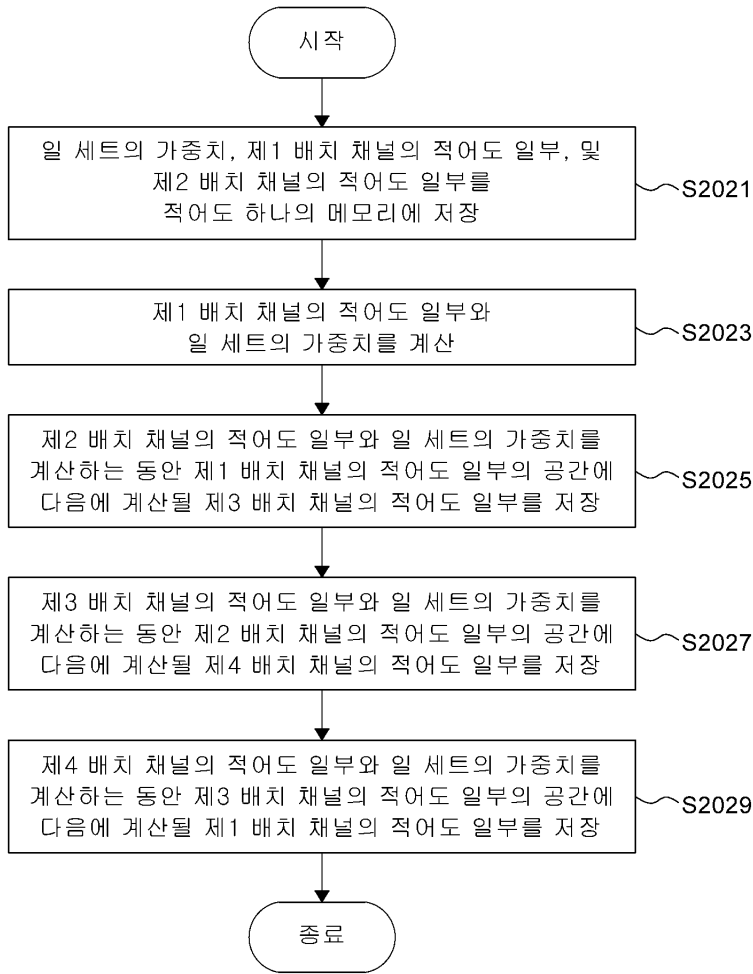 시작
일 세트의 가중치, 제1 배치 채널의 적어도 일부, 및
제2 배치 채널의 적어도 일부를
적어도 하나의 메모리에 저장
S2021
제1 배치 채널의 적어도 일부와
일 세트의 가중치를 계산
S2023
제2 배치 채널의 적어도 일부와 일 세트의 가중치를
계산하는 동안 제1 배치 채널의 적어도 일부의 공간에
다음에 계산될 제3 배치 채널의 적어도 일부를 저장
S2025
제3 배치 채널의 적어도 일부와 일 세트의 가중치를
계산하는 동안 제2 배치 채널의 적어도 일부의 공간에
다음에 계산될 제4 배치 채널의 적어도 일부를 저장
S2027
제4 배치 채널의 적어도 일부와 일 세트의 가중치를
계산하는 동안 제3 배치 채널의 적어도 일부의 공간에
다음에 계산될 제1 배치 채널의 적어도 일부를 저장
S2029
종료